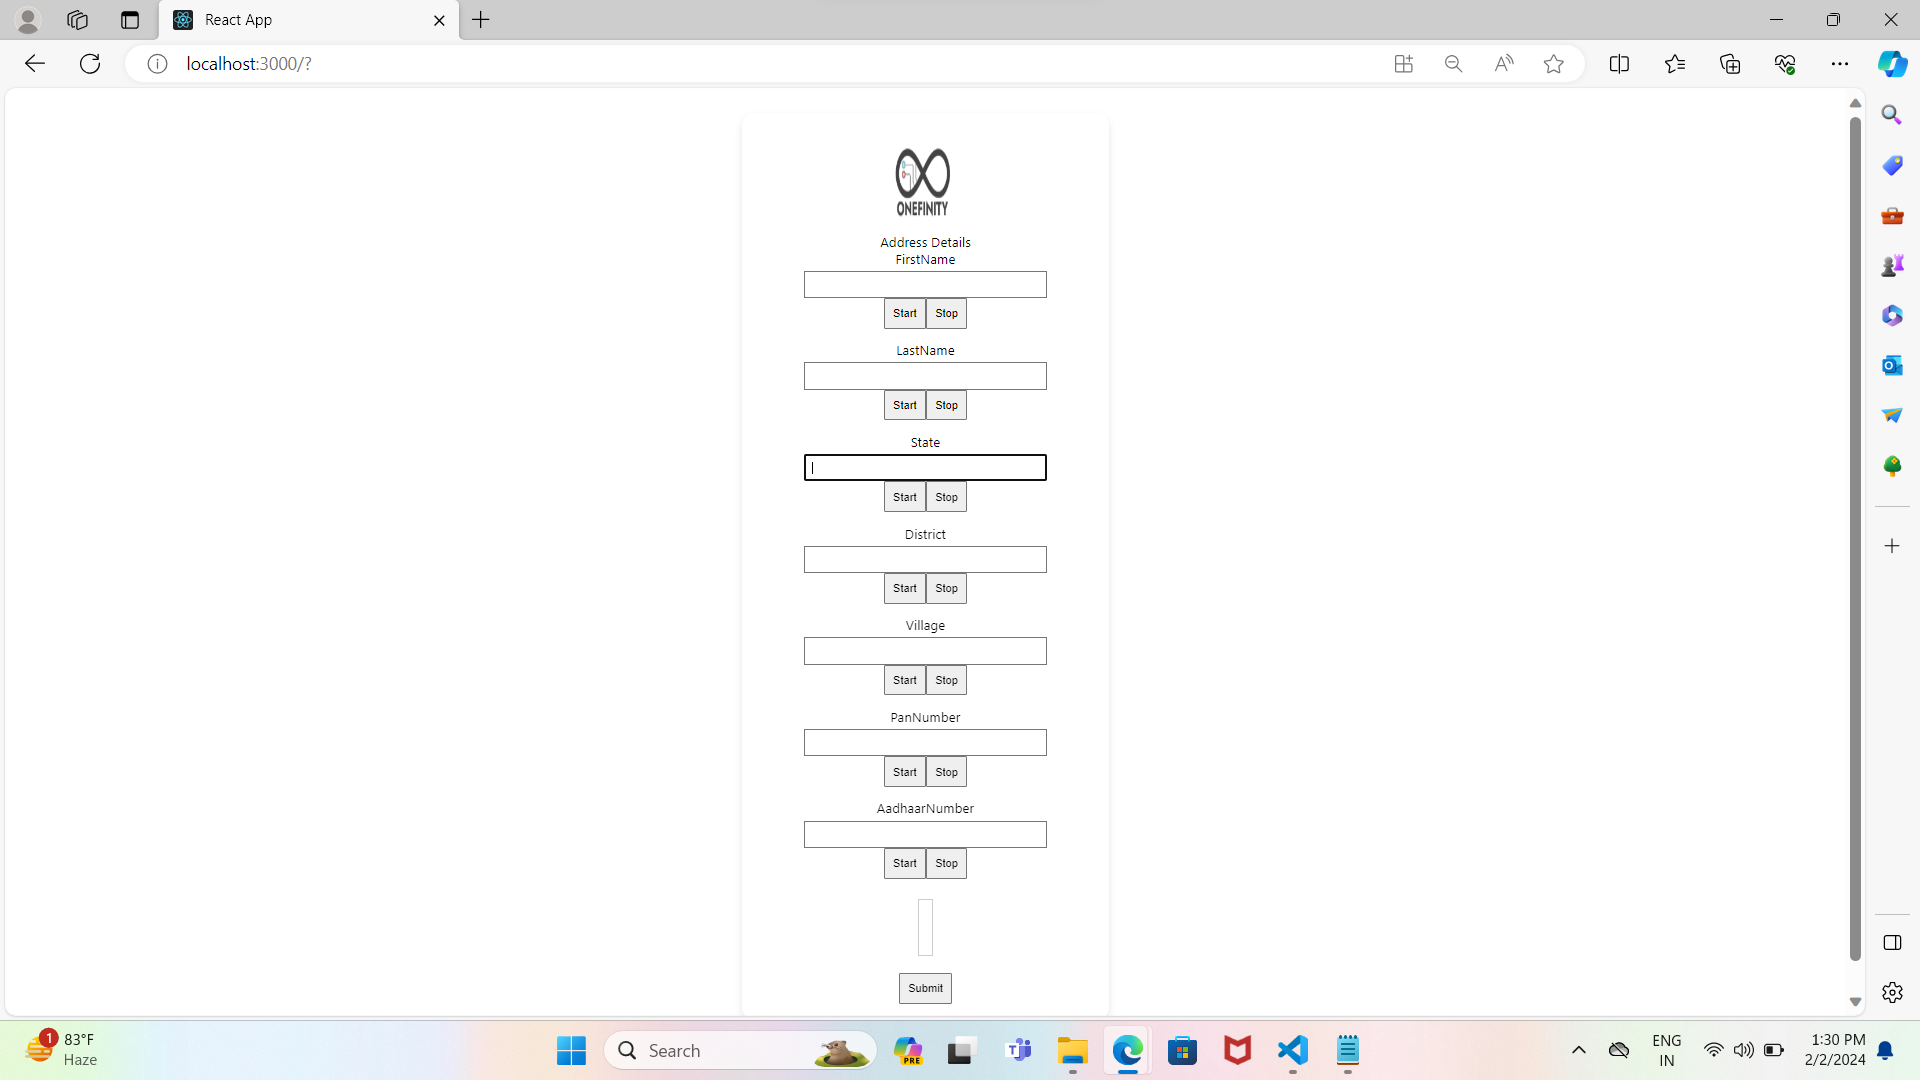 React App
localhost:3000/?
ONEFINITY
Address Details
FirstName
Start Stop
LastName
Start Stop
State
Start Stop
District
Start Stop
Village
Start Stop
PanNumber
Start Stop
AadhaarNumber
Start Stop
Submit
1
83°F
Haze
Search
PRE
ENG
IN
1:30 PM
2/2/2024